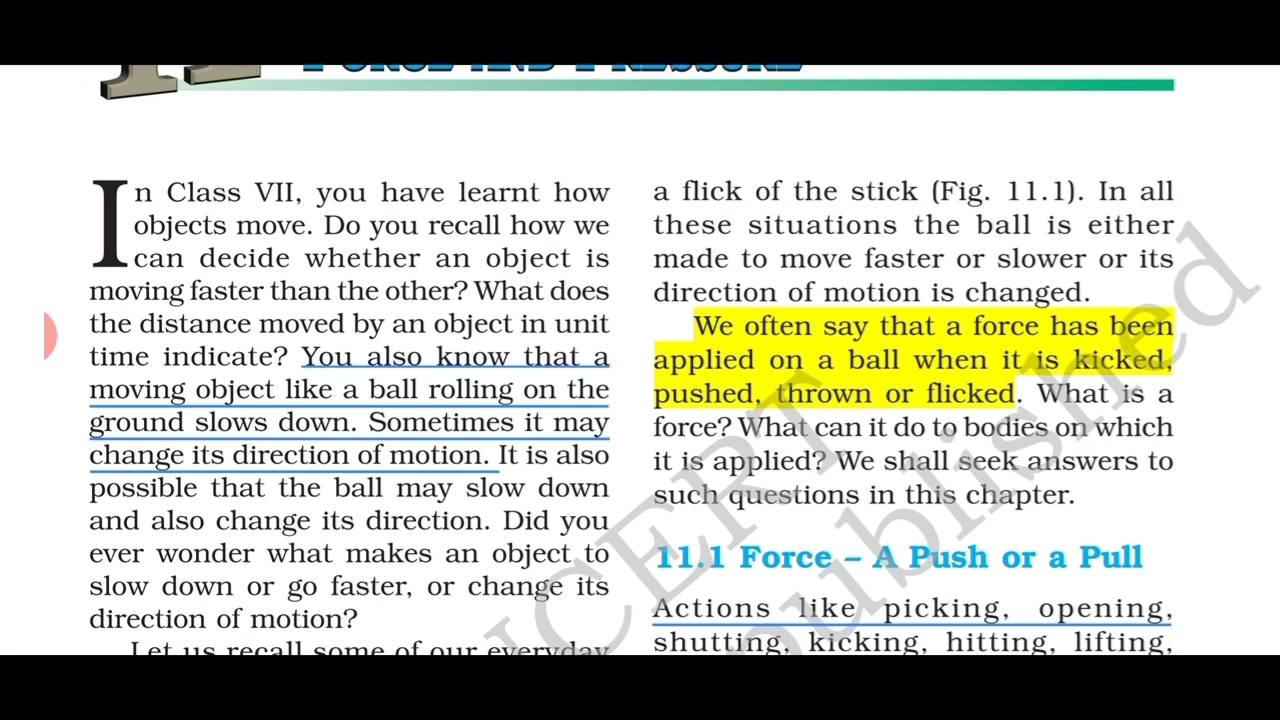 FORCE AND PRESSURE
In Class VII, you have learnt how
objects move. Do you recall how we
can decide whether an object is
moving faster than the other? What does
the distance moved by an object in unit
time indicate? You also know that a
moving object like a ball rolling on the
ground slows down. Sometimes it may
change its direction of motion. It is also
possible that the ball may slow down
and also change its direction. Did you
ever wonder what makes an object to
slow down or go faster, or change its
direction of motion?
Let us recall some of our everyday
a flick of the stick (Fig. 11.1). In all
these situations the ball is either
made to move faster or slower or its
direction of motion is changed.
We often say that a force has been
applied on a ball when it is kicked,
pushed, thrown or flicked. What is a
force? What can it do to bodies on which
it is applied? We shall seek answers to
such questions in this chapter.
11.1 Force – A Push or a Pull
Actions like picking, opening,
shutting, kicking, hitting, lifting,
NCERT
published